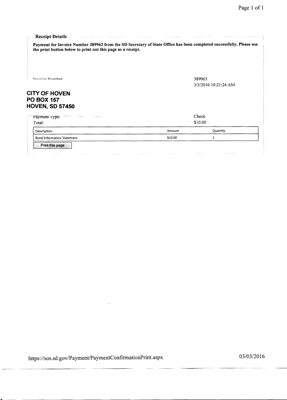 Page 1 of 1
Receipt Details
Payment for Invoice Number 389963 from the SD Secretary of State Office has been completed successfully. Please use
the print button below to print out this page as a receipt.
Invoice Number: 389963
3/3/2016 10:21:24 AM
CITY OF HOVEN
PO BOX 157
HOVEN, SD 57450
Payment Type: Check
Total: $10.00
Description Amount Quantity
Bond Information Statement $10.00 1
Print this page
https://sos.sd.gov/Payment/PaymentConfirmationPrint.aspx 03/03/2016